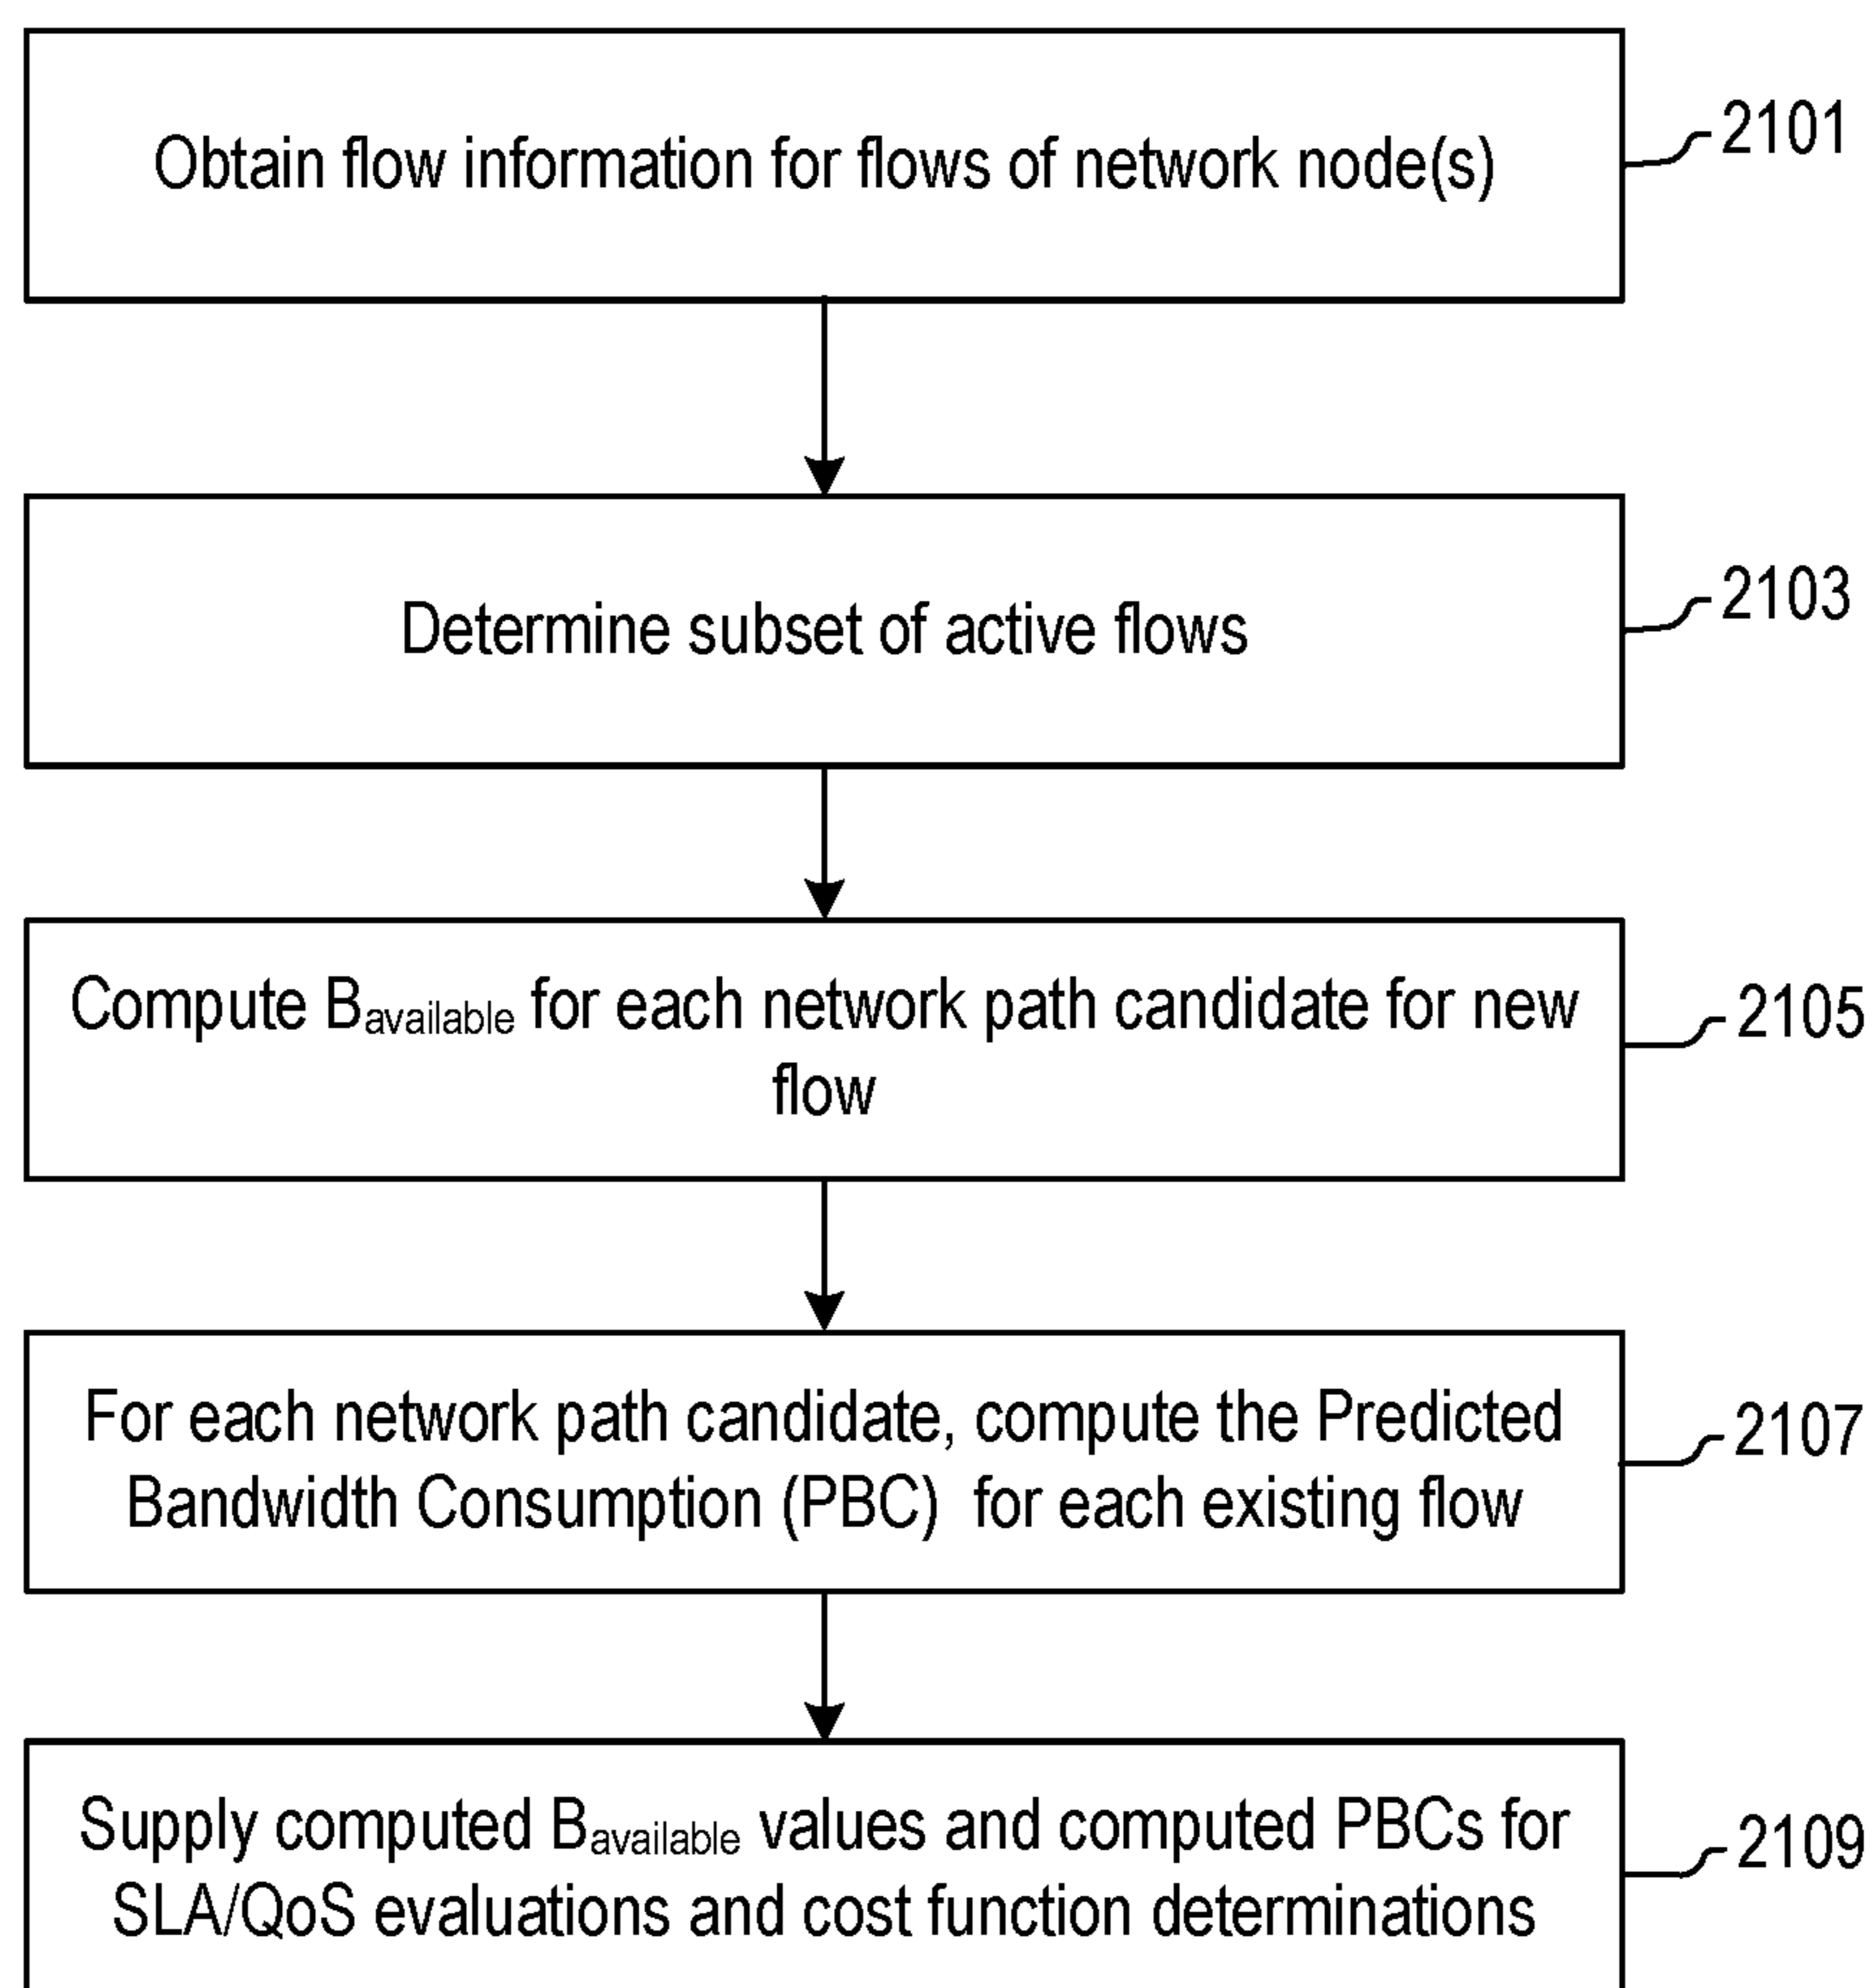 Obtain flow information for flows of network node(s)
2101
Determine subset of active flows
2103
Compute Bavailable for each network path candidate for new
flow
2105
For each network path candidate, compute the Predicted
Bandwidth Consumption (PBC) for each existing flow
2107
Supply computed Bavailable values and computed PBCs for
SLA/QoS evaluations and cost function determinations
2109